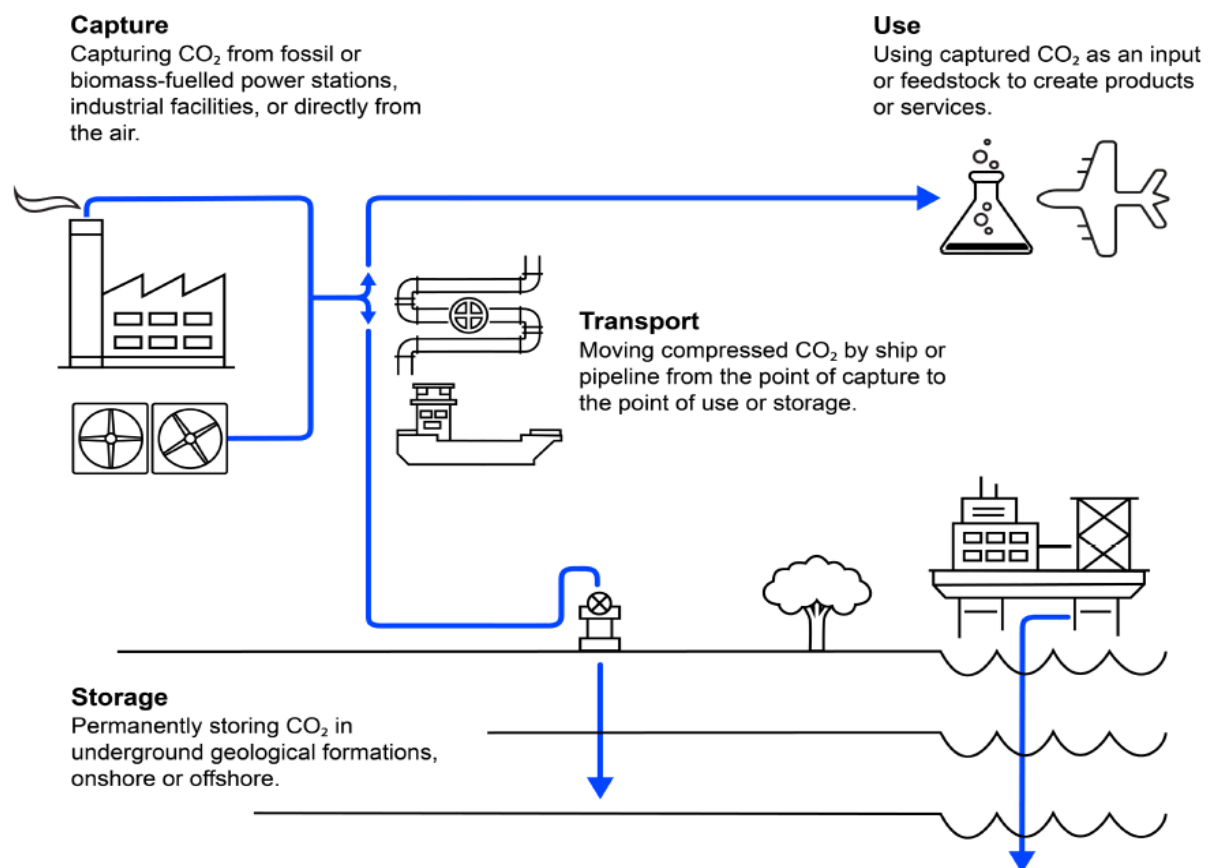 Capture
Capturing CO₂ from fossil or
biomass-fuelled power stations,
industrial facilities, or directly from
the air.
Use
Using captured CO₂ as an input
or feedstock to create products
or services.
Transport
Moving compressed CO₂ by ship or
pipeline from the point of capture to
the point of use or storage.
Storage
Permanently storing CO₂ in
underground geological formations,
onshore or offshore.